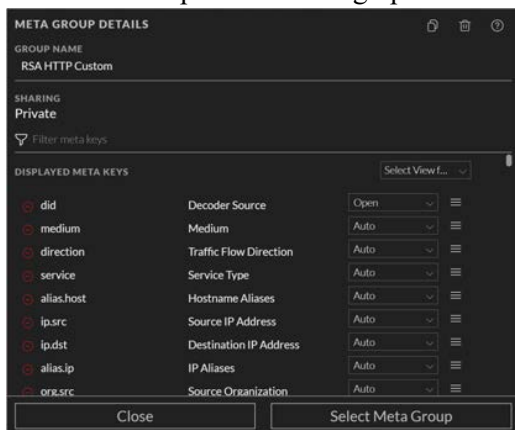 META GROUP DETAILS
GROUP NAME
RSA HTTP Custom
SHARING
Private
Filter meta keys
DISPLAYED META KEYS Select View f...
did Decoder Source Open
medium Medium Auto
direction Traffic Flow Direction Auto
service Service Type Auto
alias.host Hostname Aliases Auto
ip.src Source IP Address Auto
ip.dst Destination IP Address Auto
alias.ip IP Aliases Auto
org.src Source Organization Auto
Close Select Meta Group